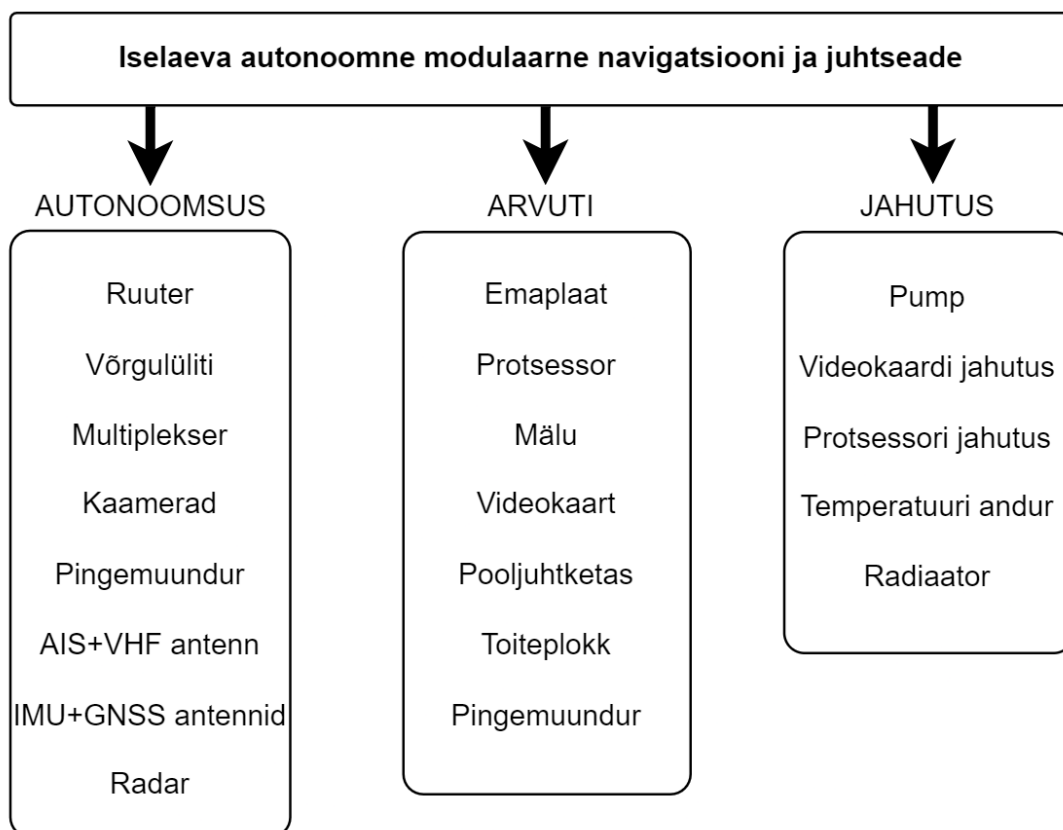 Iselaeva autonoomne modulaarne navigatsiooni ja juhtseade
AUTONOOMSUS
Ruuter
Võrgulüliti
Multiplekser
Kaamerad
Pingemuundur
AIS+VHF antenn
IMU+GNSS antennid
Radar
ARVUTI
Emaplaat
Protsessor
Mälu
Videokaart
Pooljuhtketas
Toiteplokk
Pingemuundur
JAHUTUS
Pump
Videokaardi jahutus
Protsessori jahutus
Temperatuuri andur
Radiaator